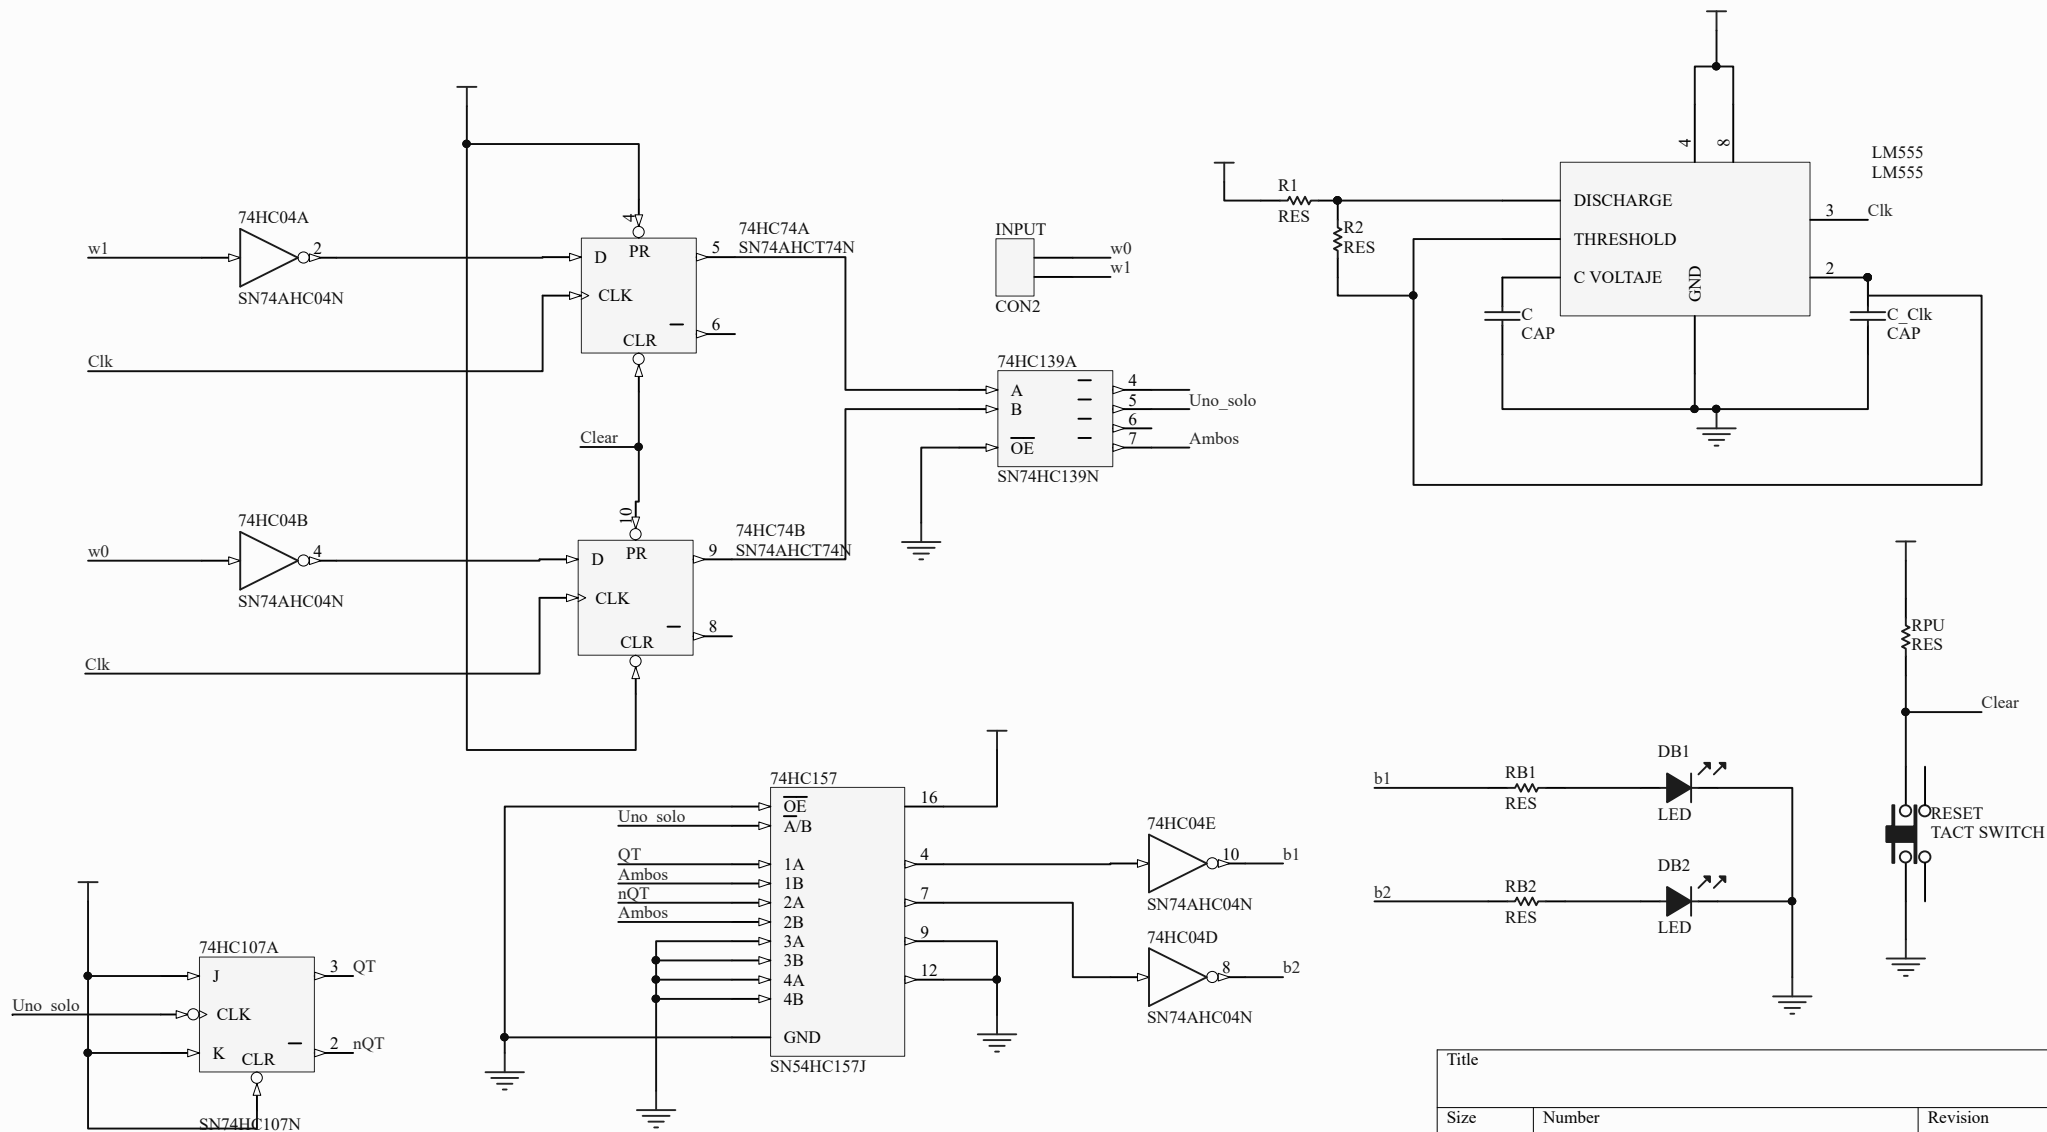 74HC04A
w1
2
SN74AHC04N
Clk
4
D
PR
CLK
CLR
5
6
74HC74A
SN74AHCT74N
Clear
74HC04B
w0
4
SN74AHC04N
Clk
10
D
PR
CLK
CLR
9
8
74HC74B
SN74AHCT74N
INPUT
w0
w1
CON2
74HC139A
A
B
OE
4
5
6
7
Uno_solo
Ambos
SN74HC139N
R1
RES
R2
RES
4
8
DISCHARGE
THRESHOLD
C VOLTAJE
GND
LM555
LM555
3
Clk
2
C
CAP
C_Clk
CAP
RPU
RES
Clear
RESET
TACT SWITCH
b1
RB1
RES
DB1
LED
b2
RB2
RES
DB2
LED
74HC157
OE
Uno_solo
A/B
QT
1A
Ambos
1B
nQT
2A
Ambos
2B
3A
3B
4A
4B
GND
16
4
7
9
12
SN54HC157J
74HC04E
10
b1
SN74AHC04N
74HC04D
8
b2
SN74AHC04N
74HC107A
J
Uno_solo
CLK
K
CLR
3
QT
2
nQT
SN74HC107N
Title
Size
Number
Revision